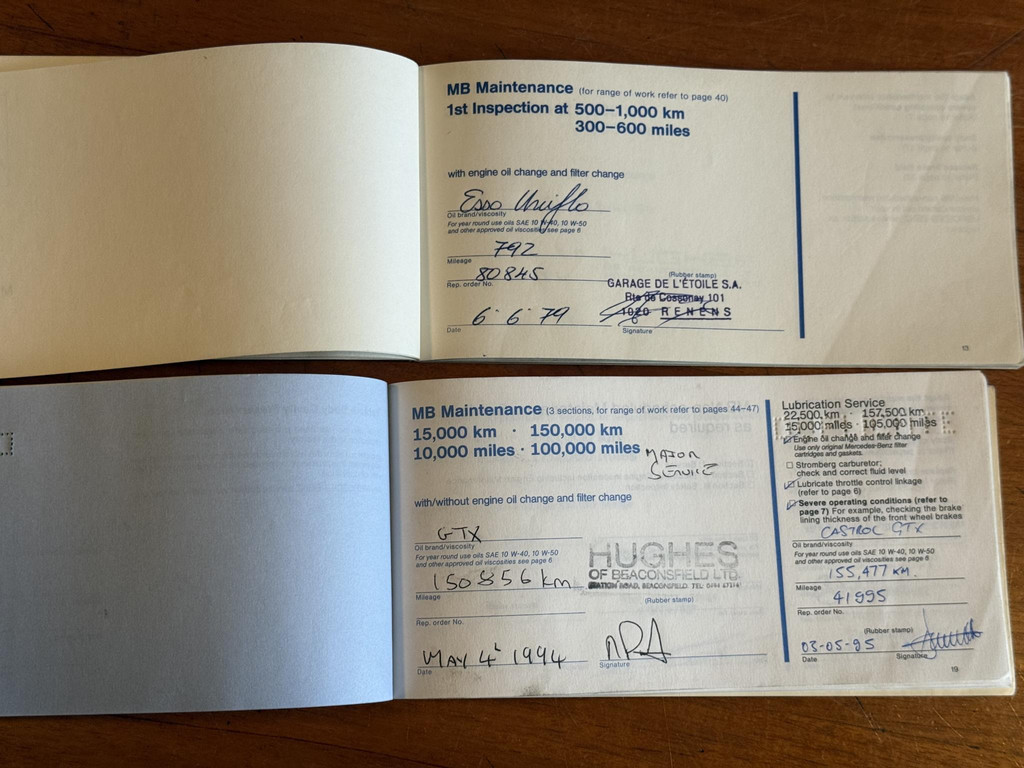 MB Maintenance (for range of work refer to page 40)
1st Inspection at 500–1,000 km
300–600 miles
with engine oil change and filter change
Esso Uniflo
Oil brand/viscosity
For year round use oils SAE 10 W-40, 10 W-50
and other approved oil viscosities see page 6
792
Mileage
80845
Rep. order No.
(Rubber stamp)
GARAGE DE L'ÉTOILE S.A.
Rte de Cossonay 101
1020 RENENS
6 6 79
Date
Signature
13
MB Maintenance (3 sections, for range of work refer to pages 44–47)
15,000 km · 150,000 km
10,000 miles · 100,000 miles
MAJOR
SERVICE
with/without engine oil change and filter change
GTX
Oil brand/viscosity
For year round use oils SAE 10 W-40, 10 W-50
and other approved oil viscosities see page 6
150856 km
Mileage
HUGHES
OF BEACONSFIELD LTD.
STATION ROAD, BEACONSFIELD TEL:
(Rubber stamp)
Rep. order No.
MAY 4 1994
Date
Signature
Lubrication Service
22,500 km · 157,500 km
15,000 miles · 105,000 miles
Engine oil change and filter change
Use only original Mercedes-Benz filter
cartridges and gaskets.
Stromberg carburetor;
check and correct fluid level
Lubricate throttle control linkage
(refer to page 6)
Severe operating conditions (refer to
page 7) For example, checking the brake
lining thickness of the front wheel brakes
CASTROL GTX
Oil brand/viscosity
For year round use oils SAE 10 W-40, 10 W-50
and other approved oil viscosities see page 6
155,477 KM.
Mileage
41995
Rep. order No.
(Rubber stamp)
03-05-95
Date
Signature
19